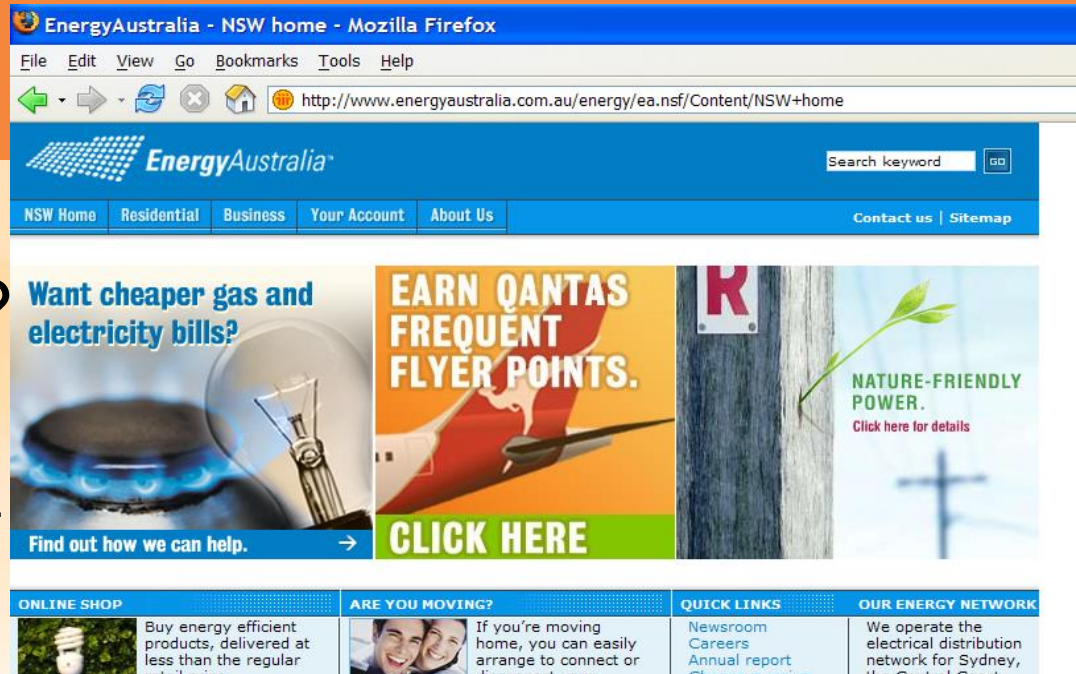 EnergyAustralia - NSW home - Mozilla Firefox
File Edit View Go Bookmarks Tools Help
http://www.energyaustralia.com.au/energy/ea.nsf/Content/NSW+home
EnergyAustralia™
Search keyword GO
NSW Home Residential Business Your Account About Us
Contact us | Sitemap
Want cheaper gas and
electricity bills?
Find out how we can help.
EARN QANTAS
FREQUENT
FLYER POINTS.
CLICK HERE
R
NATURE-FRIENDLY
POWER.
Click here for details
ONLINE SHOP
Buy energy efficient
products, delivered at
less than the regular
ARE YOU MOVING?
If you're moving
home, you can easily
arrange to connect or
QUICK LINKS
Newsroom
Careers
Annual report
OUR ENERGY NETWORK
We operate the
electrical distribution
network for Sydney,